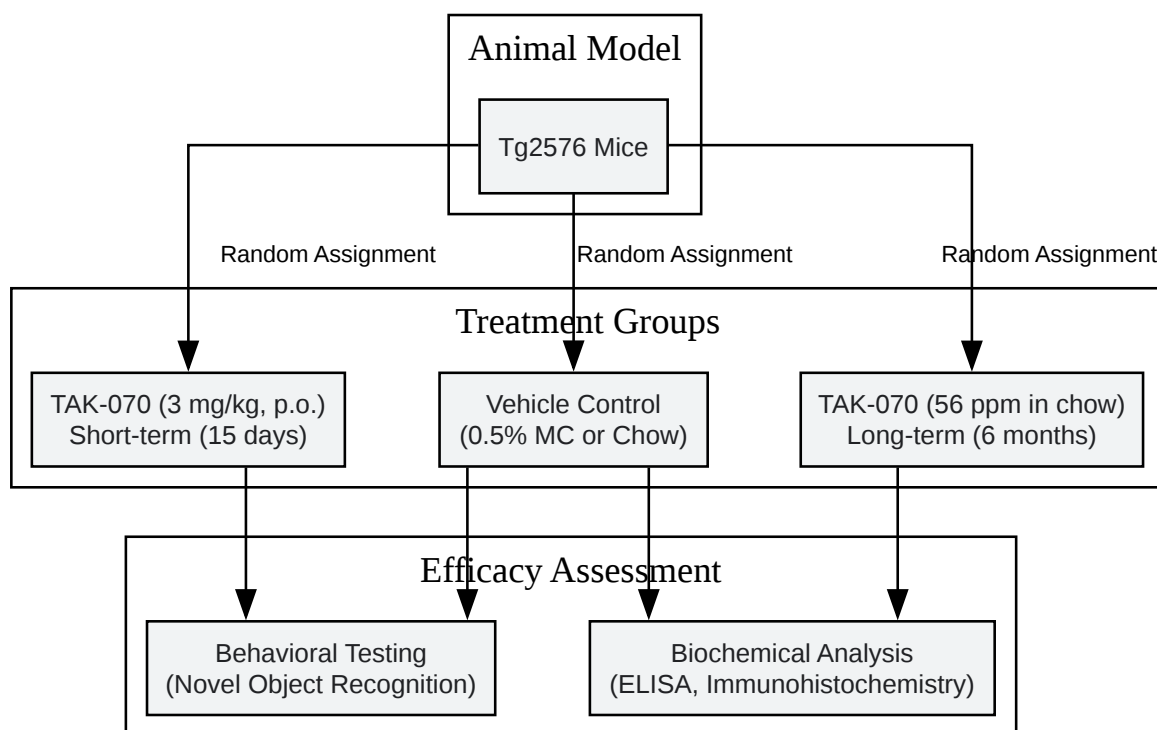 Animal Model
Tg2576 Mice
Random Assignment
Random Assignment
Random Assignment
Treatment Groups
TAK-070 (3 mg/kg, p.o.)
Short-term (15 days)
Vehicle Control
(0.5% MC or Chow)
TAK-070 (56 ppm in chow)
Long-term (6 months)
Efficacy Assessment
Behavioral Testing
(Novel Object Recognition)
Biochemical Analysis
(ELISA, Immunohistochemistry)